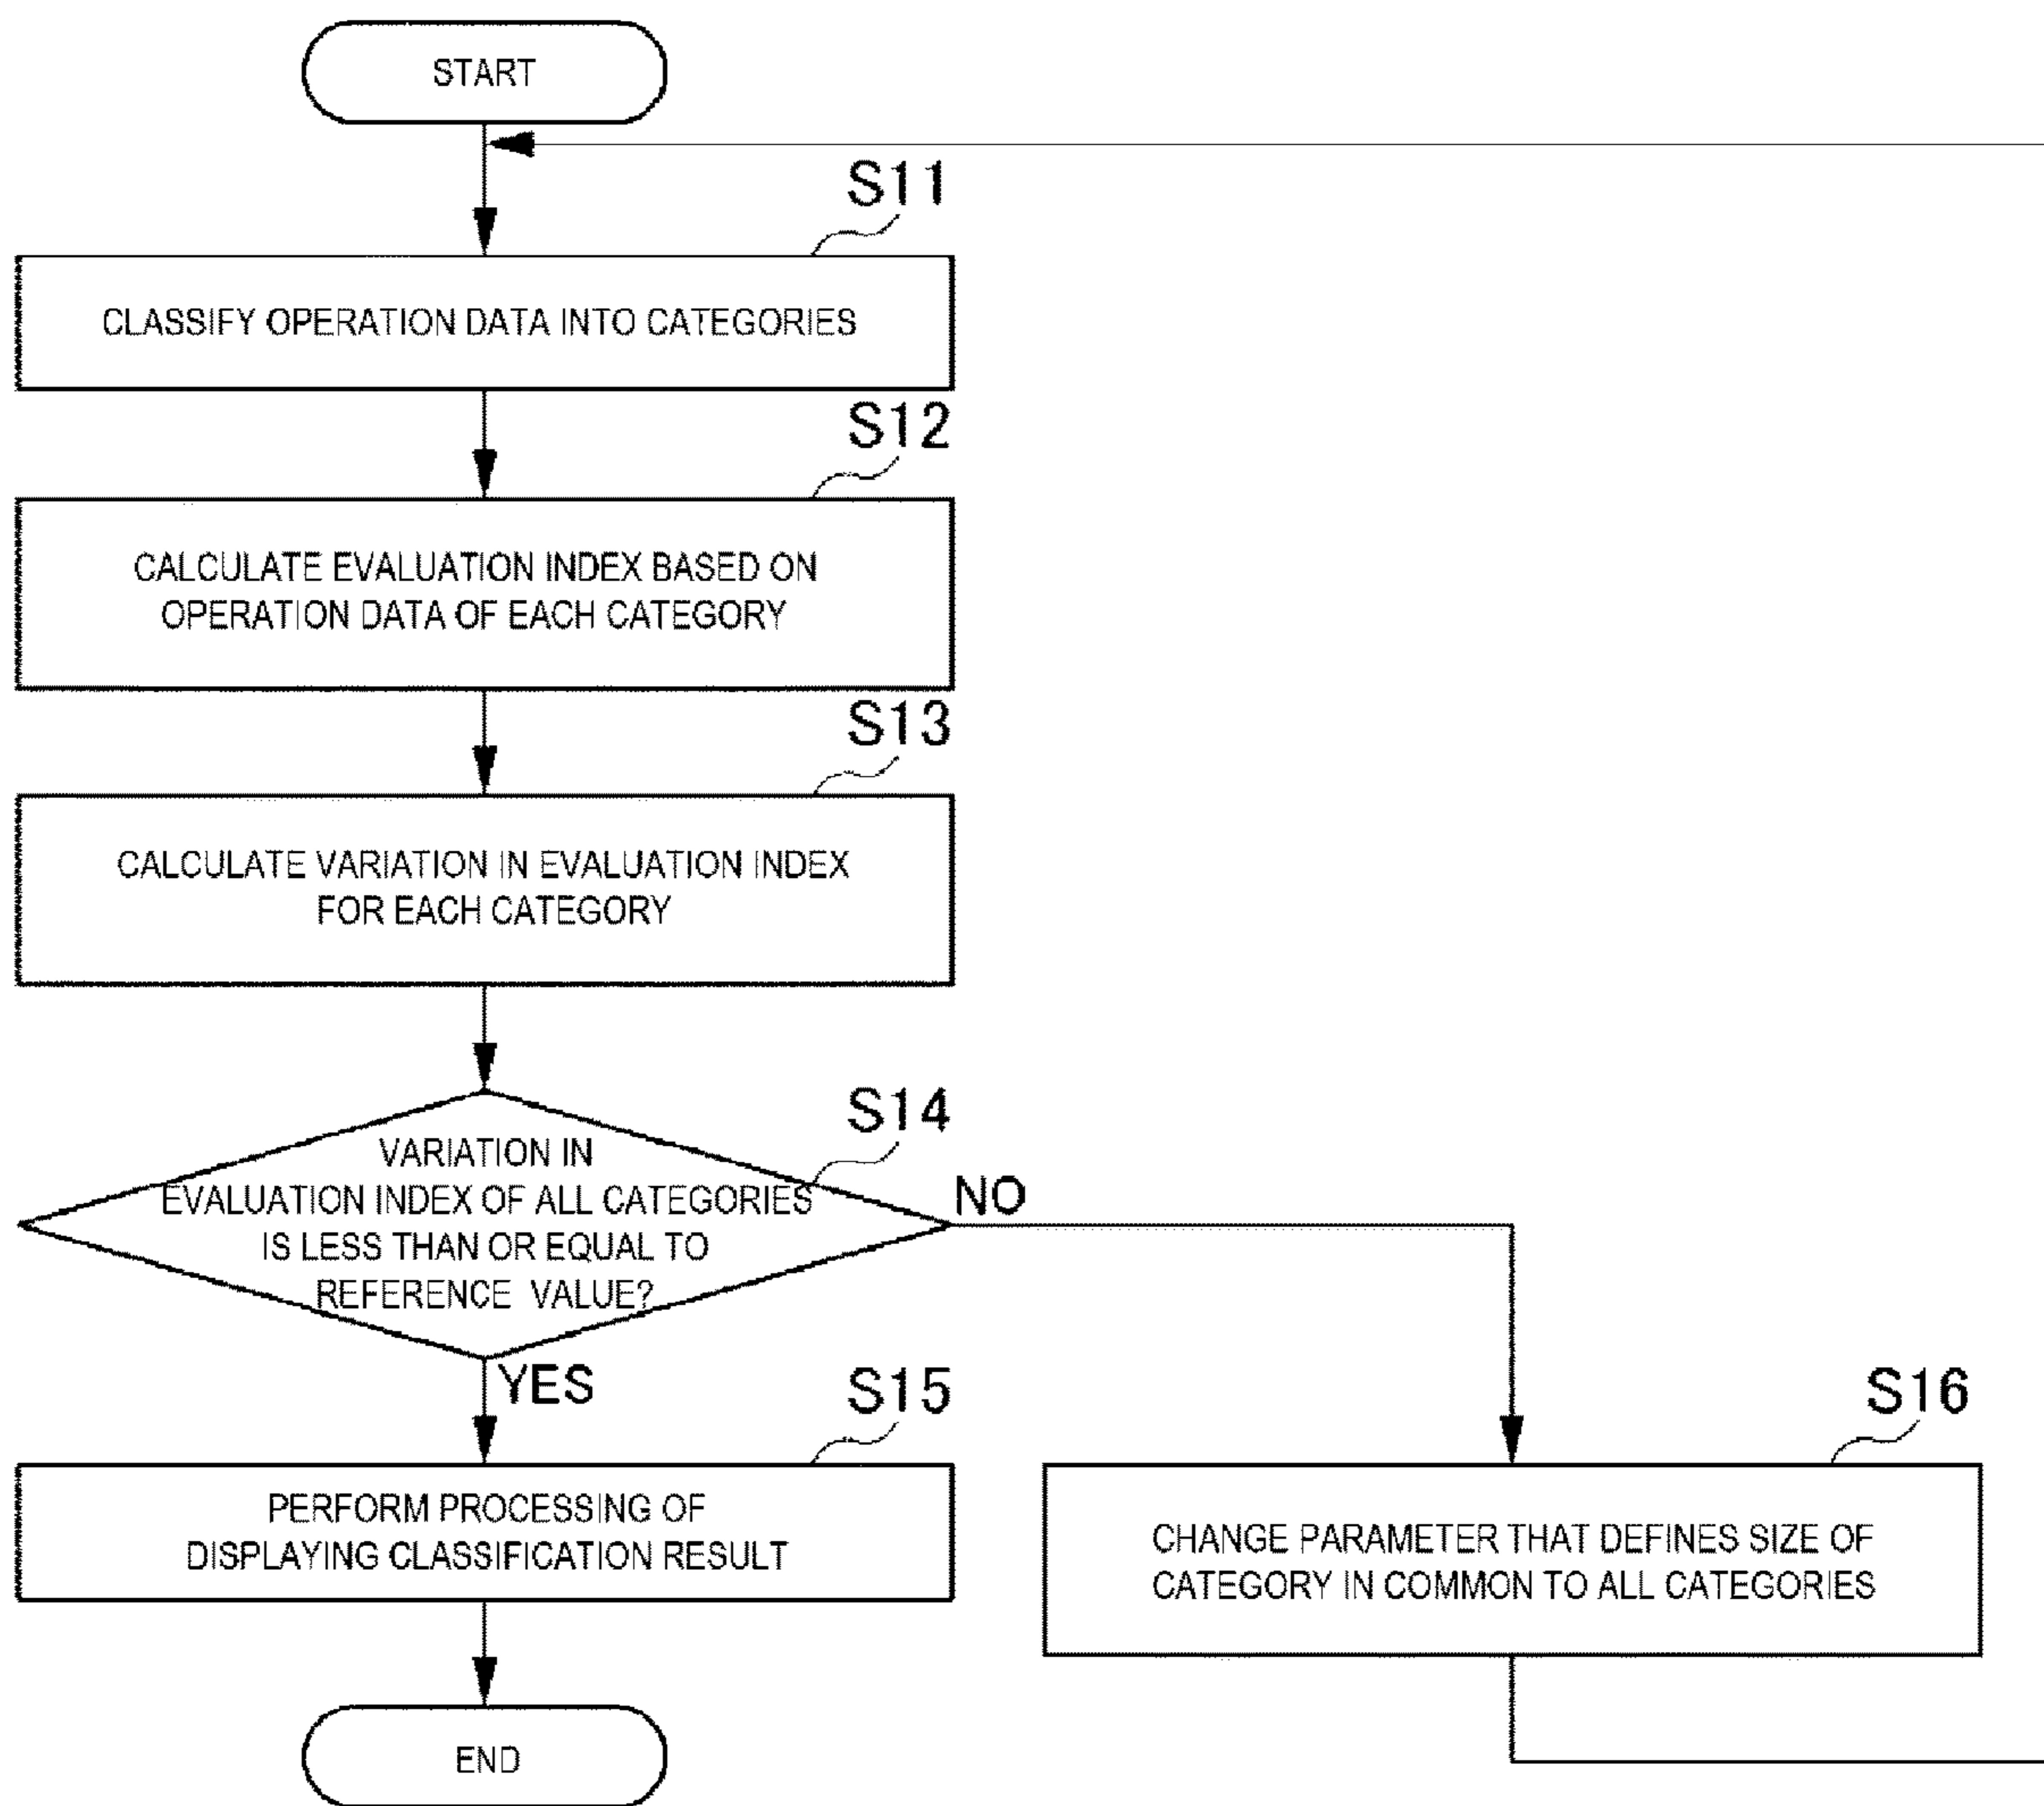 START
S11
CLASSIFY OPERATION DATA INTO CATEGORIES
S12
CALCULATE EVALUATION INDEX BASED ON
OPERATION DATA OF EACH CATEGORY
S13
CALCULATE VARIATION IN EVALUATION INDEX
FOR EACH CATEGORY
S14
VARIATION IN
EVALUATION INDEX OF ALL CATEGORIES
IS LESS THAN OR EQUAL TO
REFERENCE VALUE?
NO
YES
S15
PERFORM PROCESSING OF
DISPLAYING CLASSIFICATION RESULT
S16
CHANGE PARAMETER THAT DEFINES SIZE OF
CATEGORY IN COMMON TO ALL CATEGORIES
END